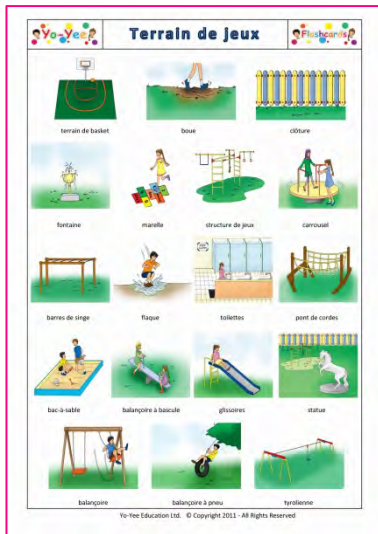 Yo-Yee
Terrain de jeux
Flashcards
terrain de basket
boue
clôture
fontaine
marelle
structure de jeux
carrousel
barres de singe
flaque
toilettes
pont de cordes
bac-à-sable
balançoire à bascule
glissoires
statue
balançoire
balançoire à pneu
tyrolienne
Yo-Yee Education Ltd. © Copyright 2011 - All Rights Reserved